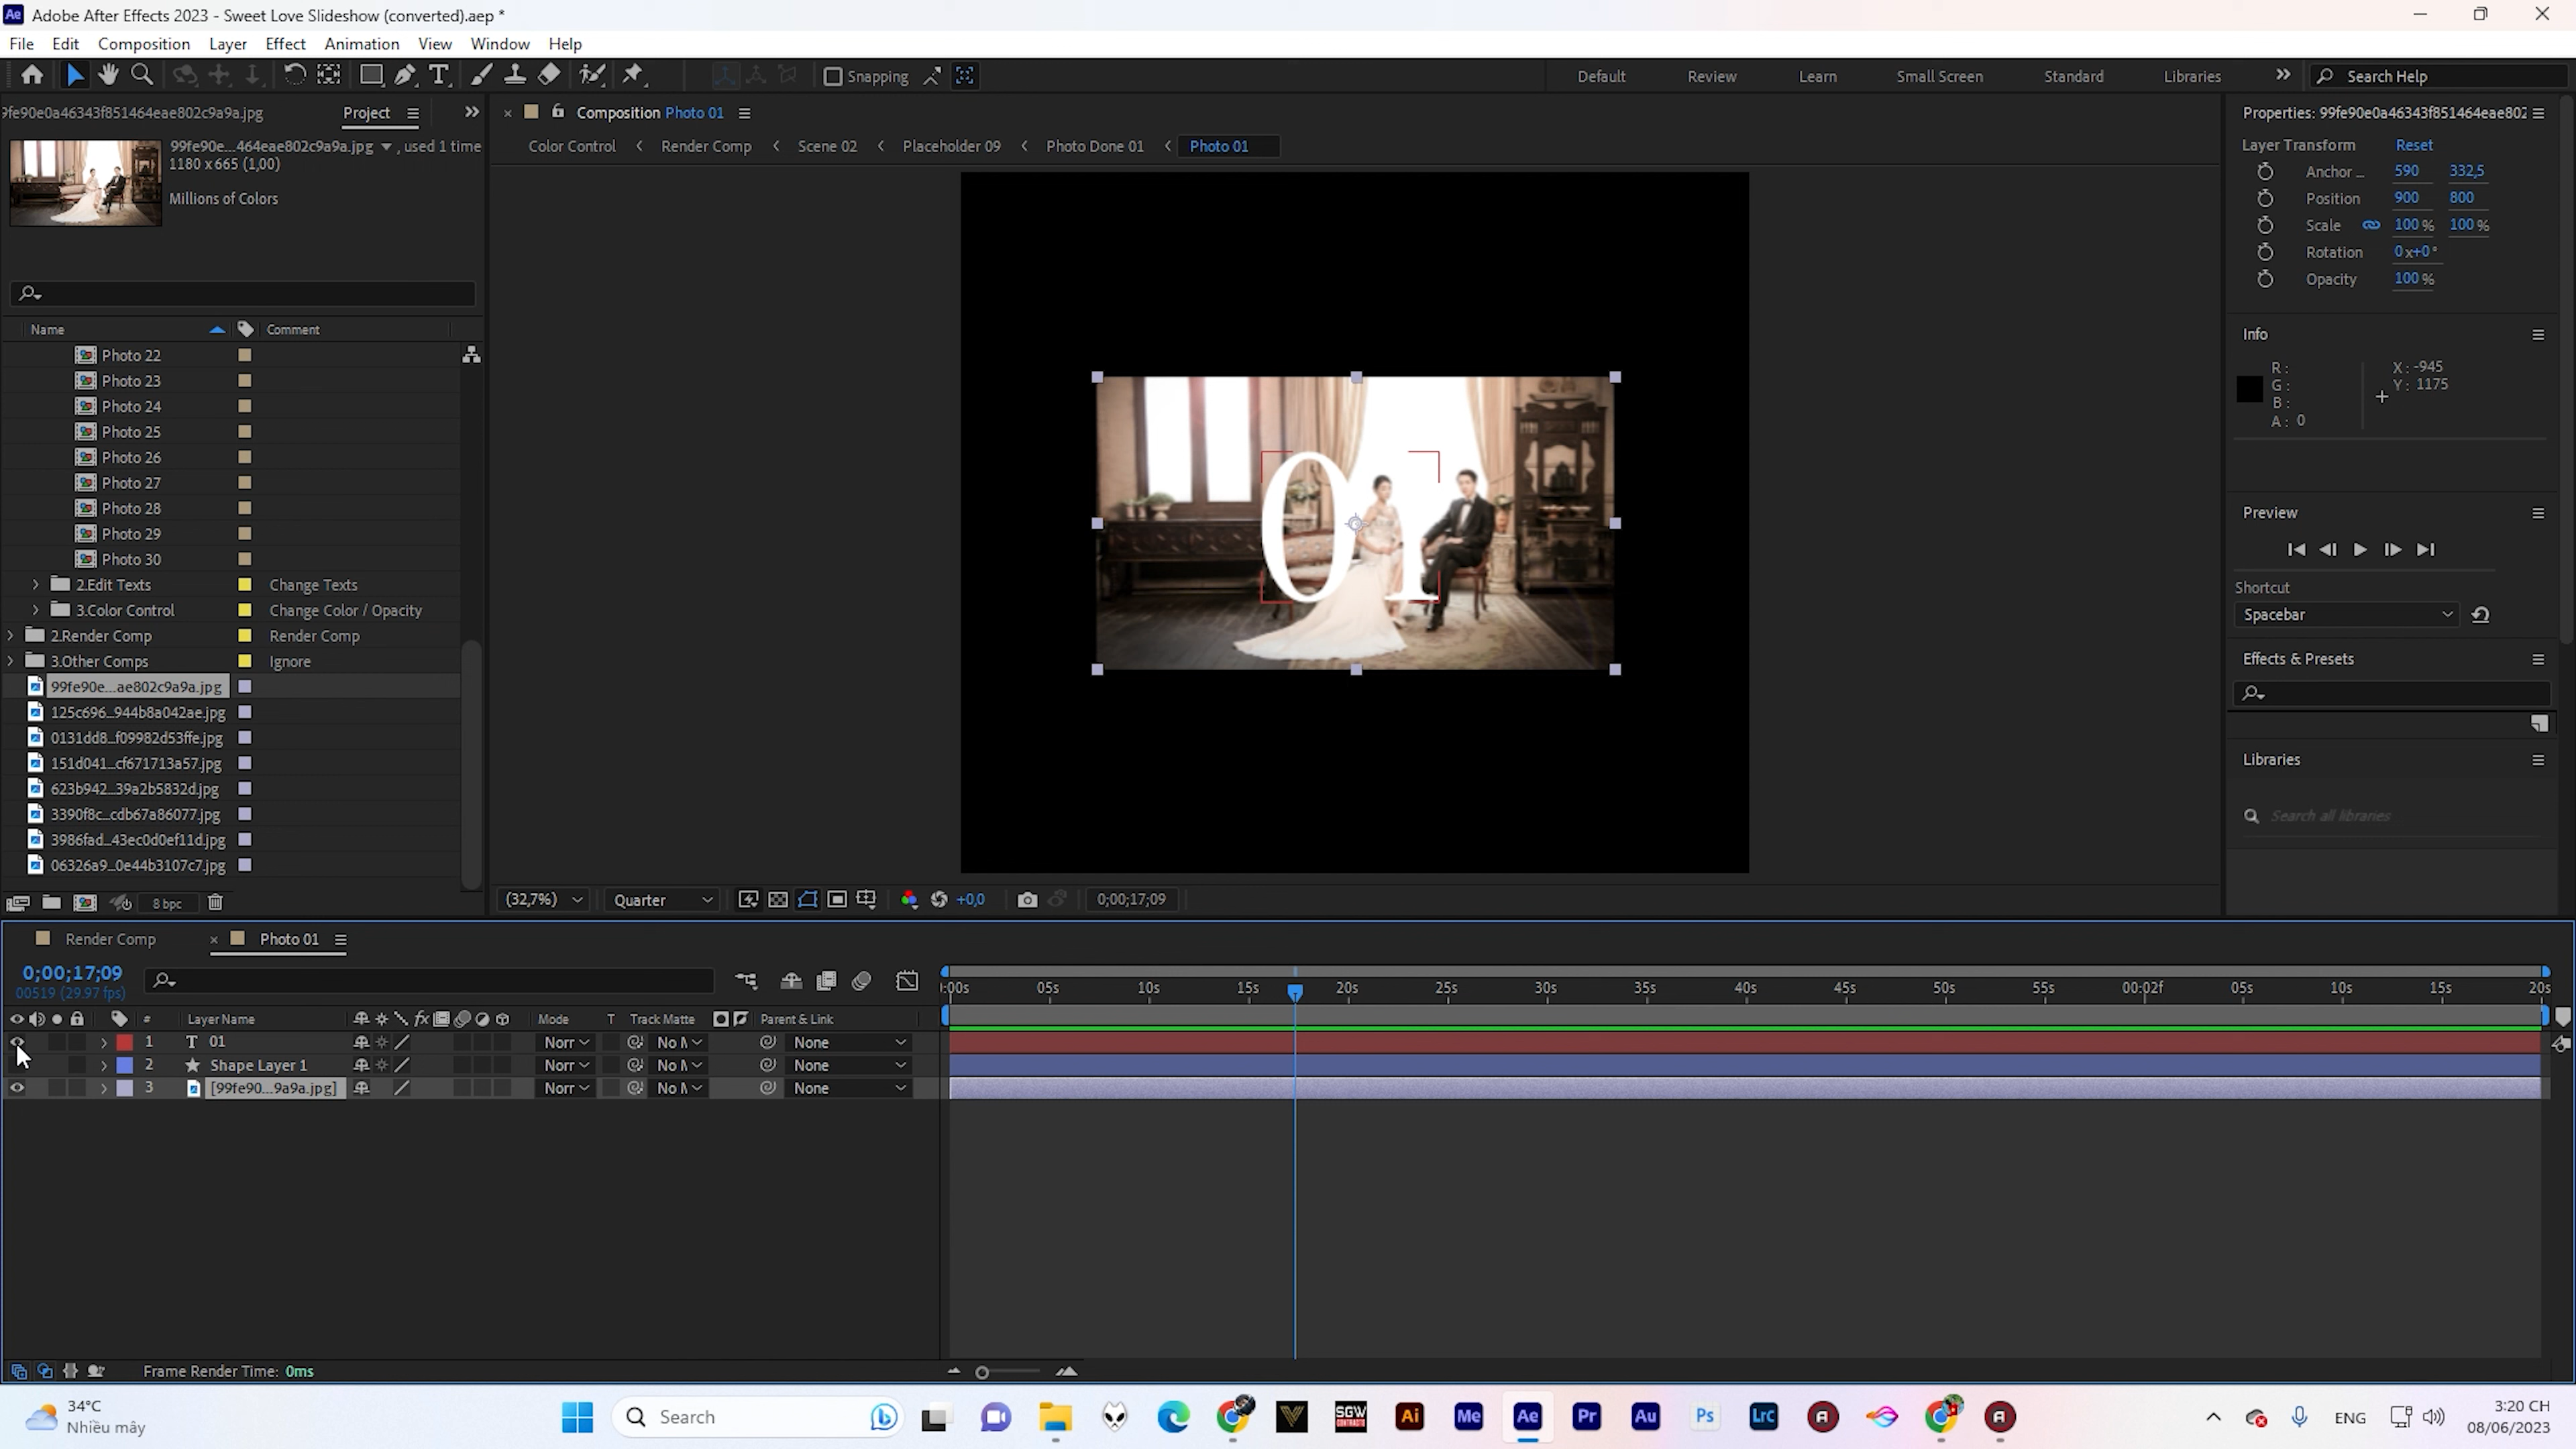 Adobe After Effects 2023 - Sweet Love Slideshow (converted).aep *
File Edit Composition Layer Effect Animation View Window Help
Snapping
Default Review Learn Small Screen Standard Libraries Search Help
9fe90e0a46343f851464eae802c9a9a.jpg Project
99fe90e...464eae802c9a9a.jpg , used 1 time
1180 x 665 (1,00)
Millions of Colors
Name Comment
Photo 22
Photo 23
Photo 24
Photo 25
Photo 26
Photo 27
Photo 28
Photo 29
Photo 30
2.Edit Texts Change Texts
3.Color Control Change Color / Opacity
2.Render Comp Render Comp
3.Other Comps Ignore
99fe90e...ae802c9a9a.jpg
125c696...944b8a042ae.jpg
0131dd8...f09982d53ffe.jpg
151d041...cf671713a57.jpg
623b942...39a2b5832d.jpg
3390f8c...cdb67a86077.jpg
3986fad...43ec0d0ef11d.jpg
06326a9...0e44b3107c7.jpg
8 bpc
Composition Photo 01
Color Control Render Comp Scene 02 Placeholder 09 Photo Done 01 Photo 01
01
(32,7%) Quarter +0,0 0;00;17;09
Properties: 99fe90e0a46343f851464eae802
Layer Transform Reset
Anchor ... 590 332,5
Position 900 800
Scale 100 % 100 %
Rotation 0x+0°
Opacity 100 %
Info
R : X : -945
G : Y : 1175
B :
A : 0
Preview
Shortcut
Spacebar
Effects & Presets
Libraries
Search all libraries
Render Comp Photo 01
0;00;17;09
00519 (29.97 fps)
# Layer Name fx Mode T Track Matte Parent & Link
1 T 01 Norr No M None
2 Shape Layer 1 Norr No M None
3 [99fe90...9a9a.jpg] Norr No M None
):00s 05s 10s 15s 20s 25s 30s 35s 40s 45s 50s 55s 00:02f 05s 10s 15s 20s
Frame Render Time: 0ms
34°C
Nhiều mây
Search
SGW
CONTRACTS
Ai Me Ae Pr Au Ps LrC
ENG
3:20 CH
08/06/2023